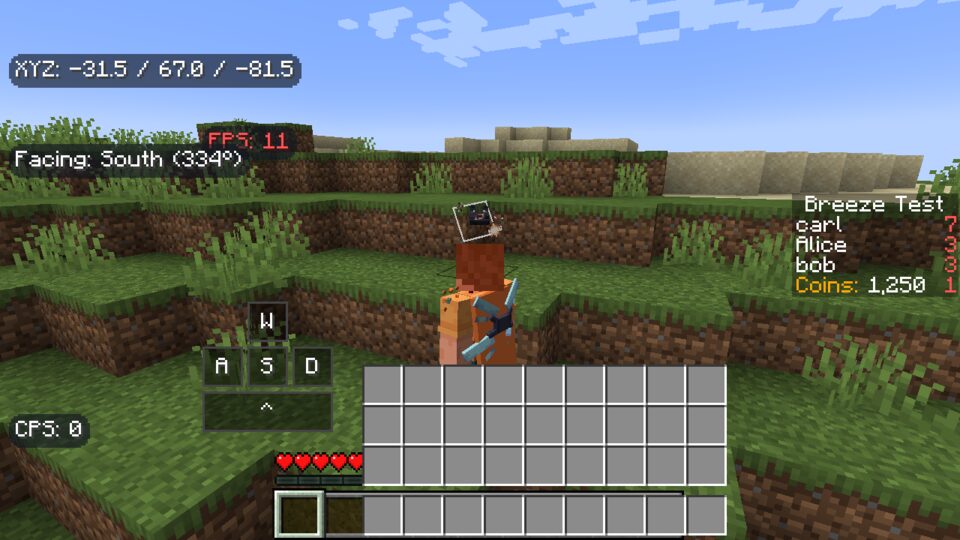 XYZ: -31.5 / 67.0 / -81.5
FPS: 11
Facing: South (334°)
Breeze Test
carl 7
Alice 3
bob 3
Coins: 1,250 1
W
A S D
^
CPS: 0